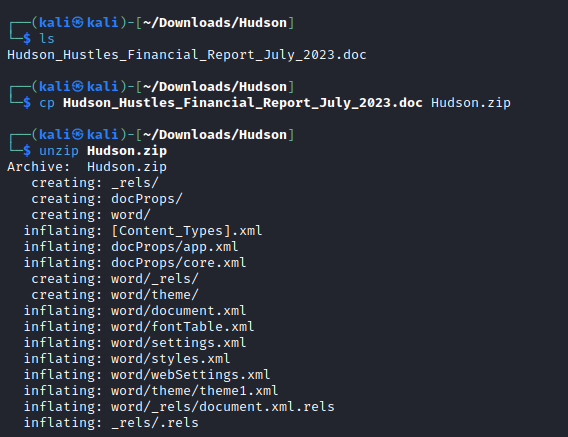 ┌──(kali㉿kali)-[~/Downloads/Hudson]
└─$ ls
Hudson_Hustles_Financial_Report_July_2023.doc
┌──(kali㉿kali)-[~/Downloads/Hudson]
└─$ cp Hudson_Hustles_Financial_Report_July_2023.doc Hudson.zip
┌──(kali㉿kali)-[~/Downloads/Hudson]
└─$ unzip Hudson.zip
Archive:  Hudson.zip
   creating: _rels/
   creating: docProps/
   creating: word/
  inflating: [Content_Types].xml
  inflating: docProps/app.xml
  inflating: docProps/core.xml
   creating: word/_rels/
   creating: word/theme/
  inflating: word/document.xml
  inflating: word/fontTable.xml
  inflating: word/settings.xml
  inflating: word/styles.xml
  inflating: word/webSettings.xml
  inflating: word/theme/theme1.xml
  inflating: word/_rels/document.xml.rels
  inflating: _rels/.rels